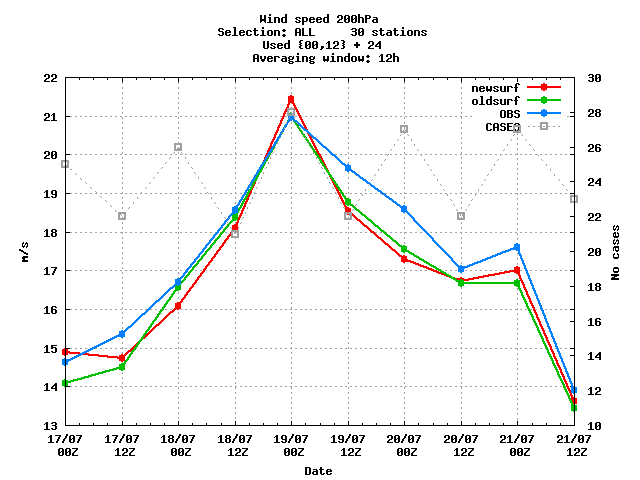 Wind speed 200hPa
Selection: ALL 30 stations
Used {00,12} + 24
Averaging window: 12h
22 30
newsurf
oldsurf
OBS
CASES
21 28
20 26
19 24
18 22
17 20
16 18
15 16
14 14
13 12
10
m/s
No cases
17/07 17/07 18/07 18/07 19/07 19/07 20/07 20/07 21/07 21/07
00Z 12Z 00Z 12Z 00Z 12Z 00Z 12Z 00Z 12Z
Date